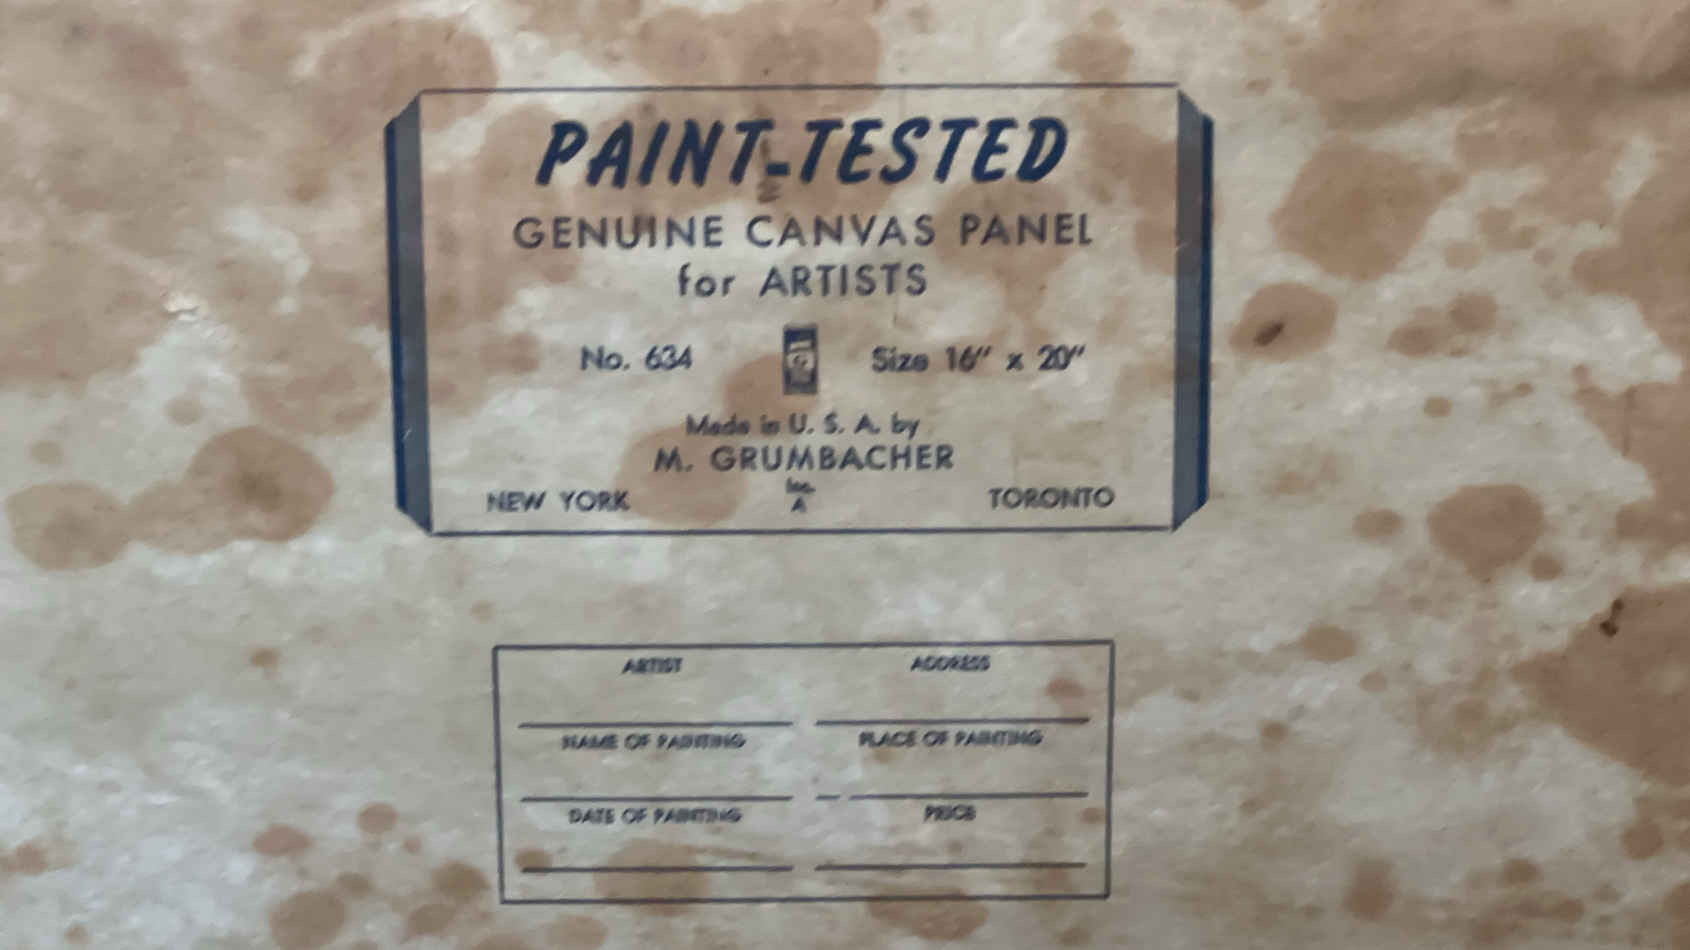 PAINT-TESTED
GENUINE CANVAS PANEL
for ARTISTS
No. 634 Size 16" x 20"
Made in U. S. A. by
M. GRUMBACHER
Inc.
NEW YORK A TORONTO
ARTIST ADDRESS
NAME OF PAINTING PLACE OF PAINTING
DATE OF PAINTING PRICE